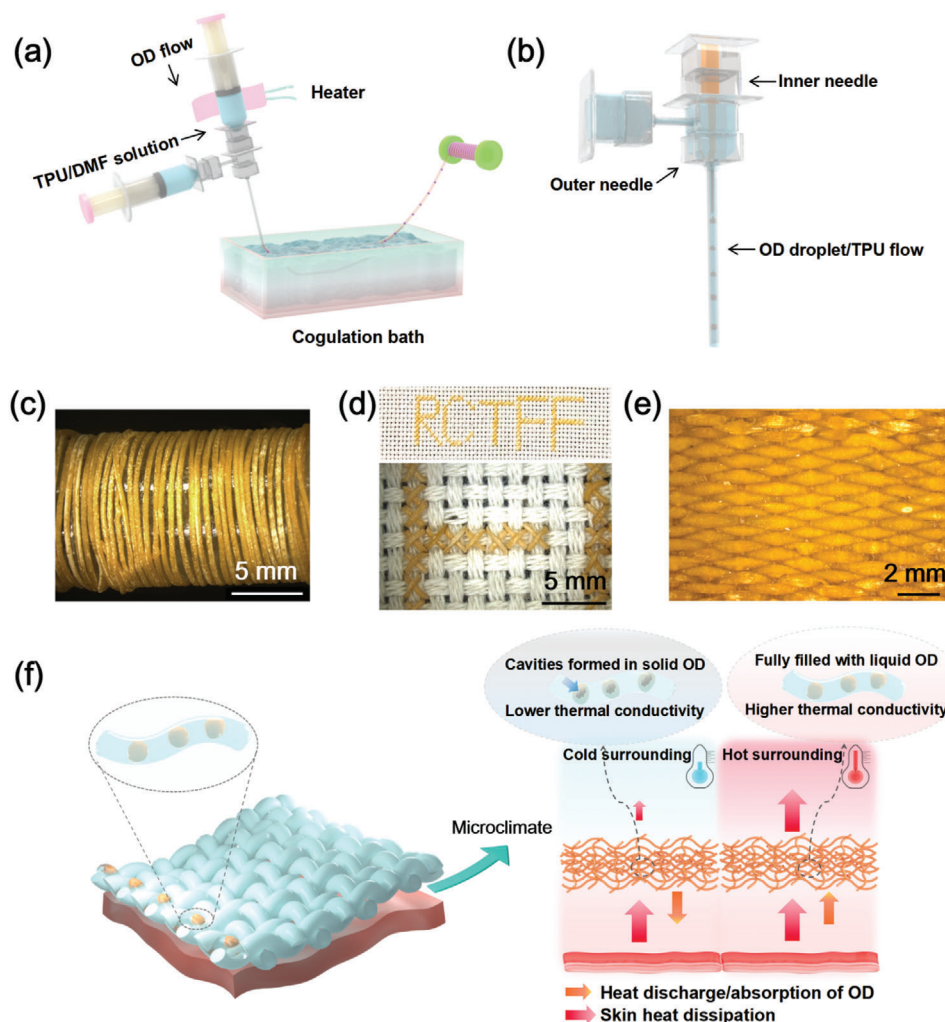 (a)
OD flow
Heater
TPU/DMF solution
Cogulation bath
(b)
Inner needle
Outer needle
OD droplet/TPU flow
(c)
5 mm
(d)
RCTFF
5 mm
(e)
2 mm
(f)
Microclimate
Cavities formed in solid OD
Lower thermal conductivity
Cold surrounding
Fully filled with liquid OD
Higher thermal conductivity
Hot surrounding
Heat discharge/absorption of OD
Skin heat dissipation